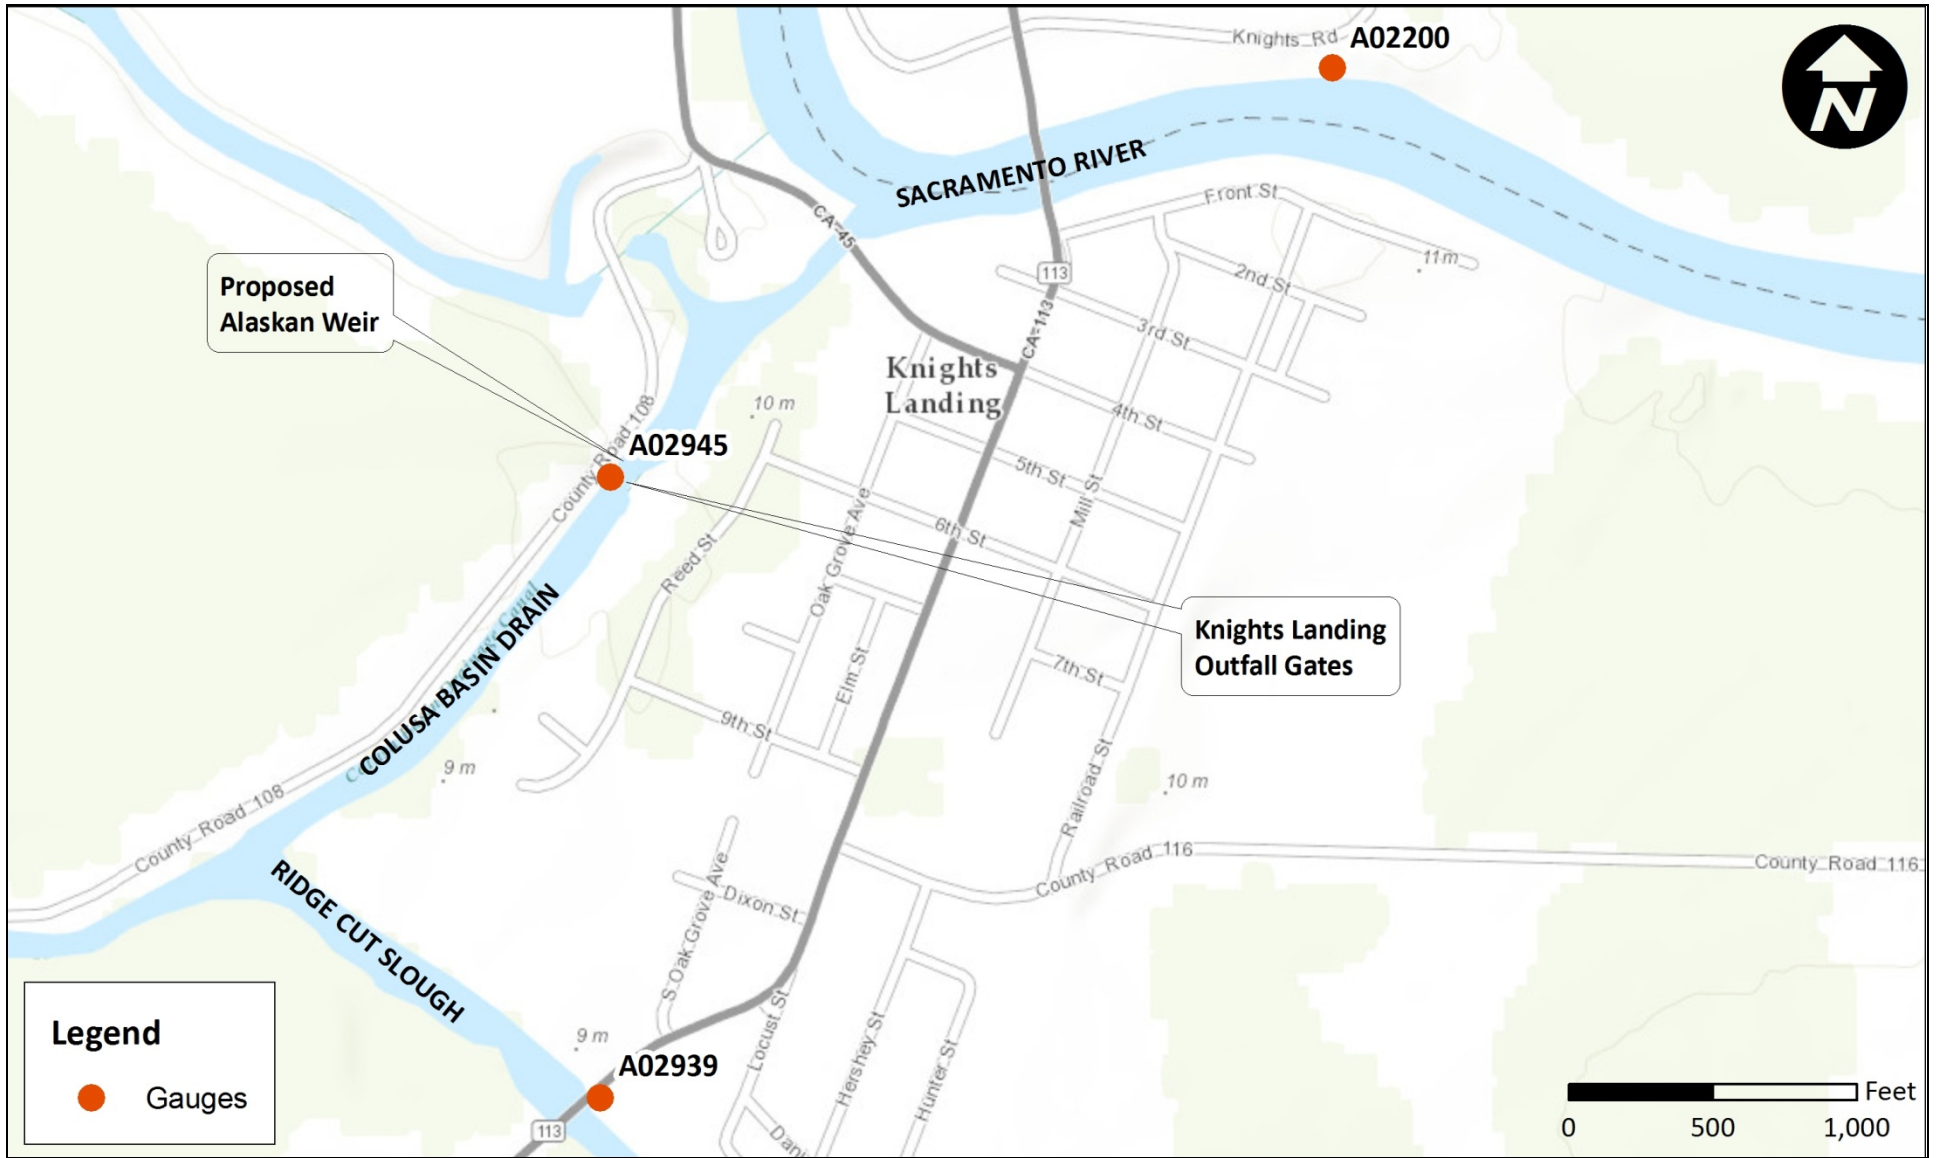 Knights Rd
A02200
N
SACRAMENTO RIVER
CA-45
Front St
11m
113
2nd St
Proposed
Alaskan Weir
CA-113
3rd St
Knights
Landing
10 m
4th St
County Road 108
A02945
5th St
Mill St
6th St
Oak Grove Ave
Reed St
COLUSA BASIN DRAIN
Knights Landing
Outfall Gates
7th St
Elm St
9th St
9 m
10 m
Railroad St
County Road 108
County Road 116
County Road 116
RIDGE CUT SLOUGH
S Oak Grove Ave
Dixon St
Legend
Gauges
9 m
A02939
113
Locust St
Hershey St
Hunter St
Feet
0
500
1,000